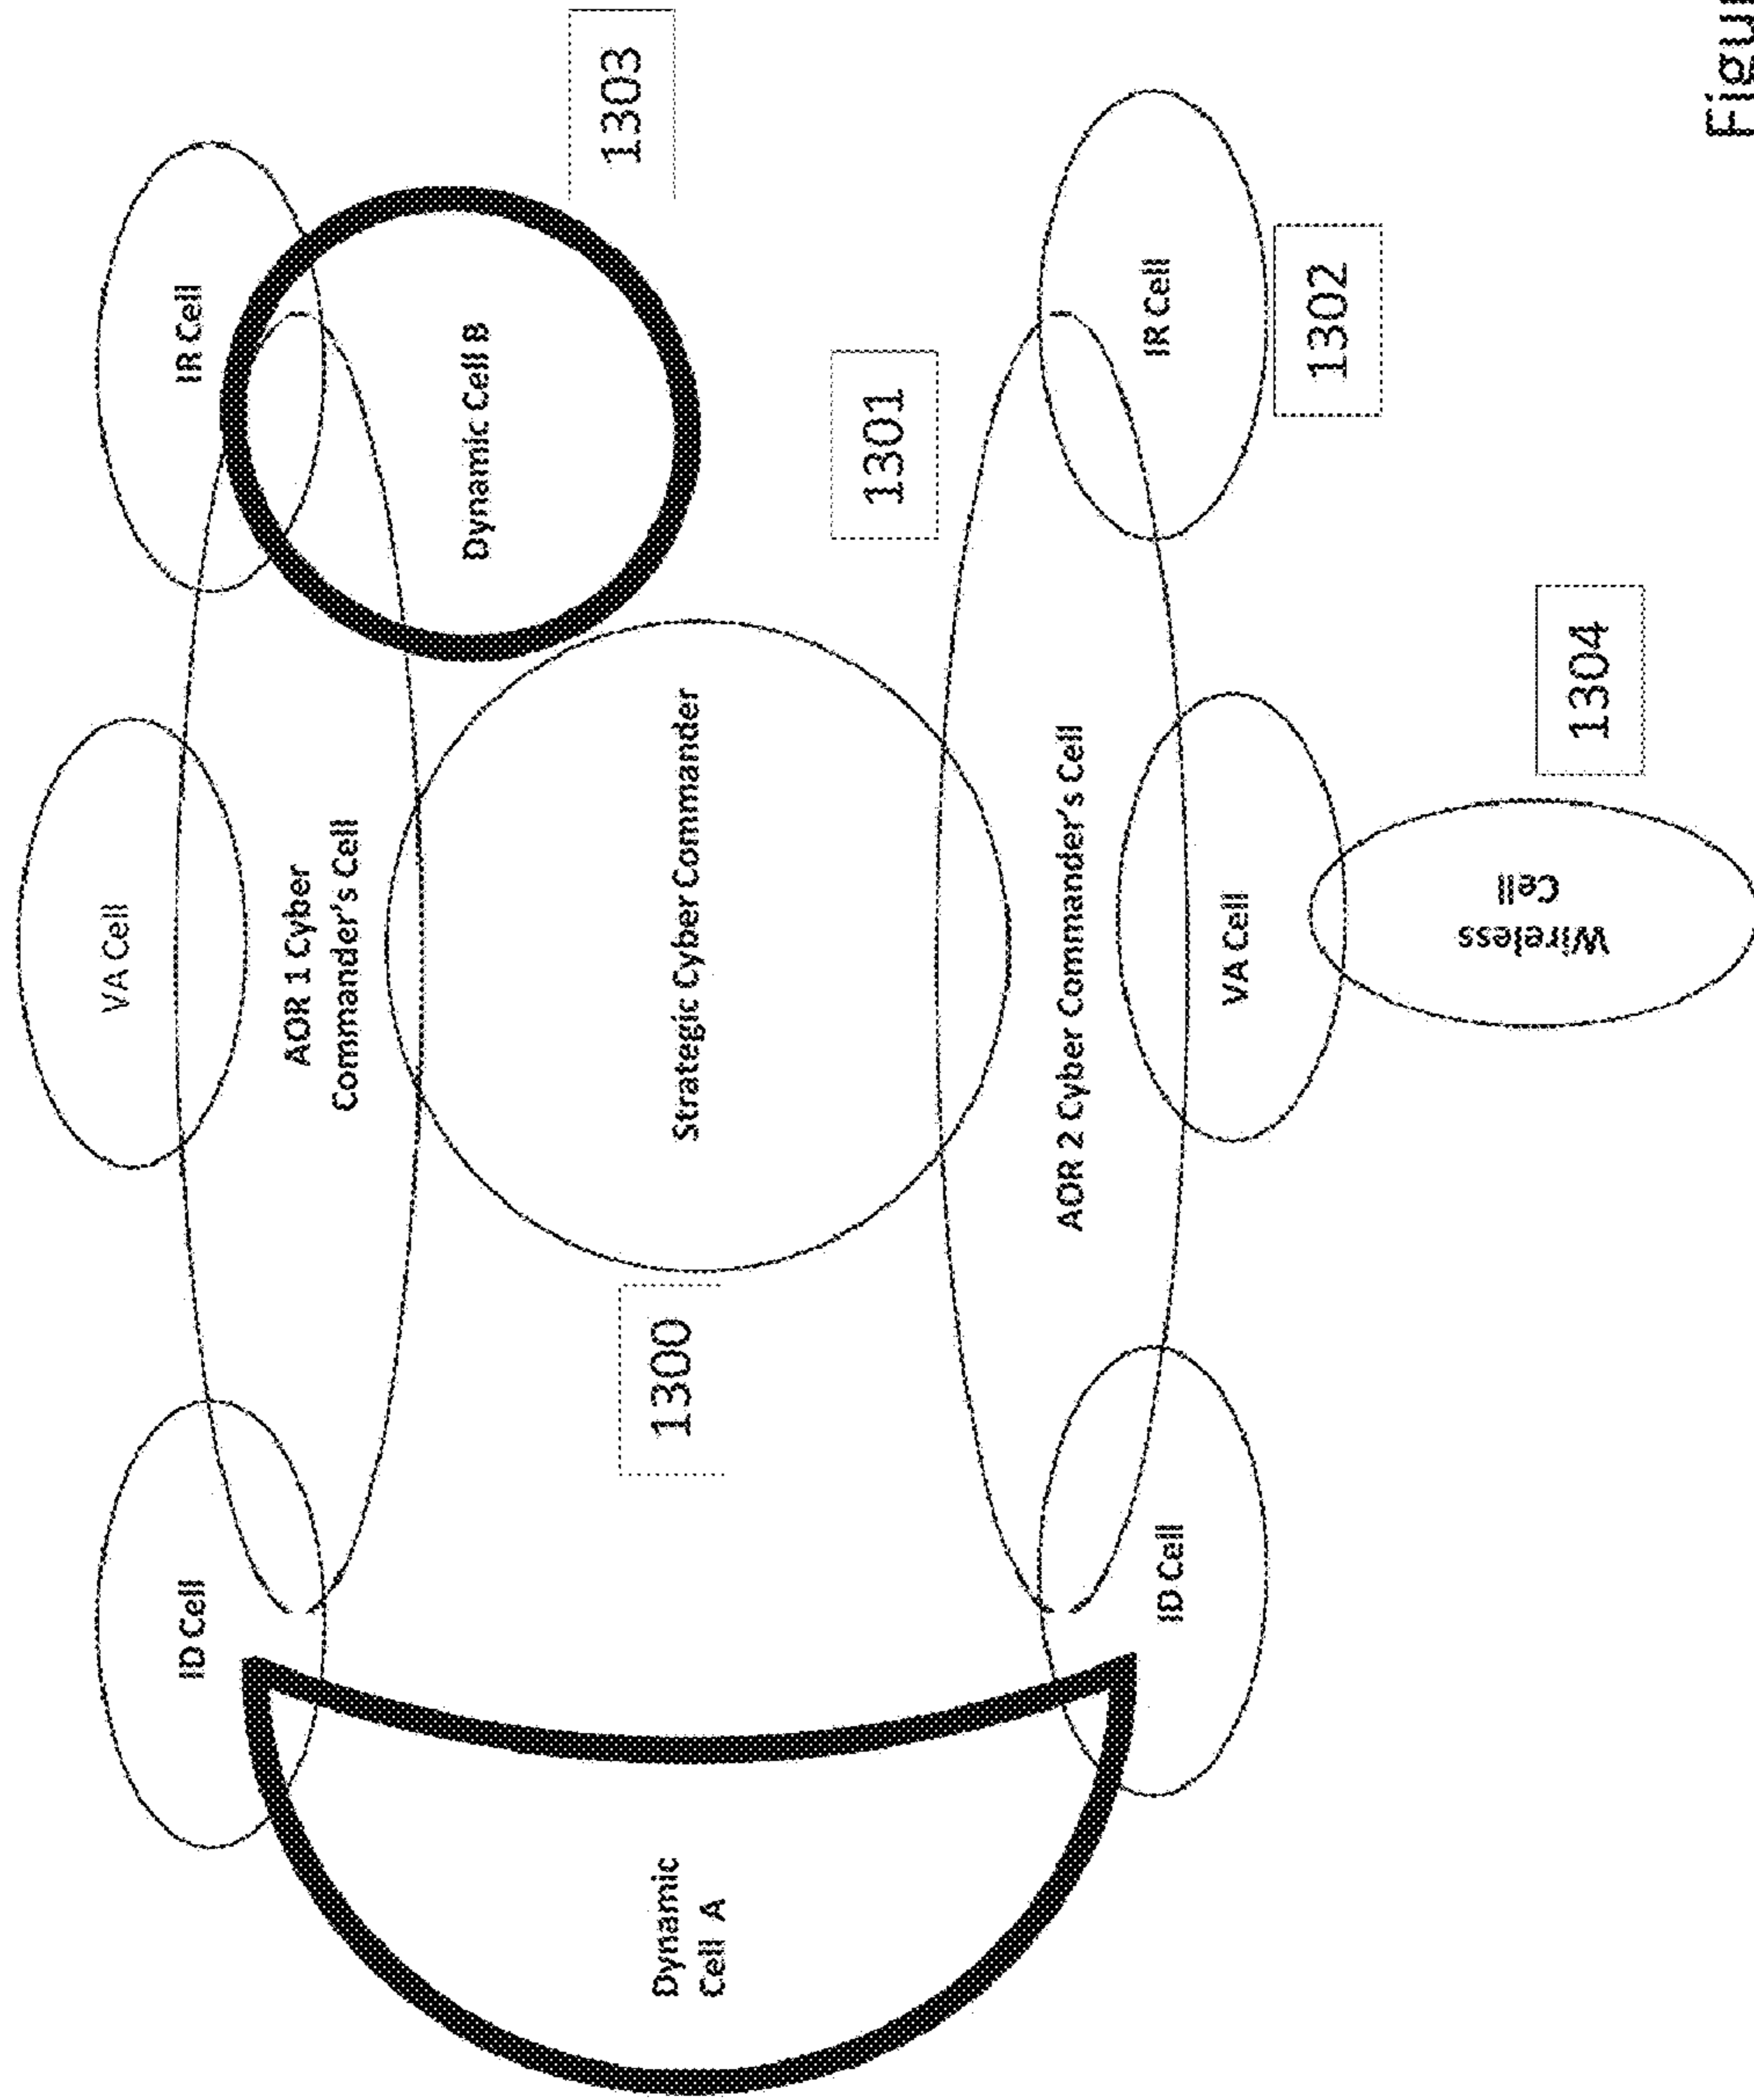 VA Cell
ID Cell
IR Cell
AOR 1 Cyber
Commander's Cell
Dynamic Cell B
1303
Dynamic
Cell A
1300
Strategic Cyber Commander
1301
AOR 2 Cyber Commander's Cell
ID Cell
IR Cell
VA Cell
1302
Wireless
Cell
1304
Figur